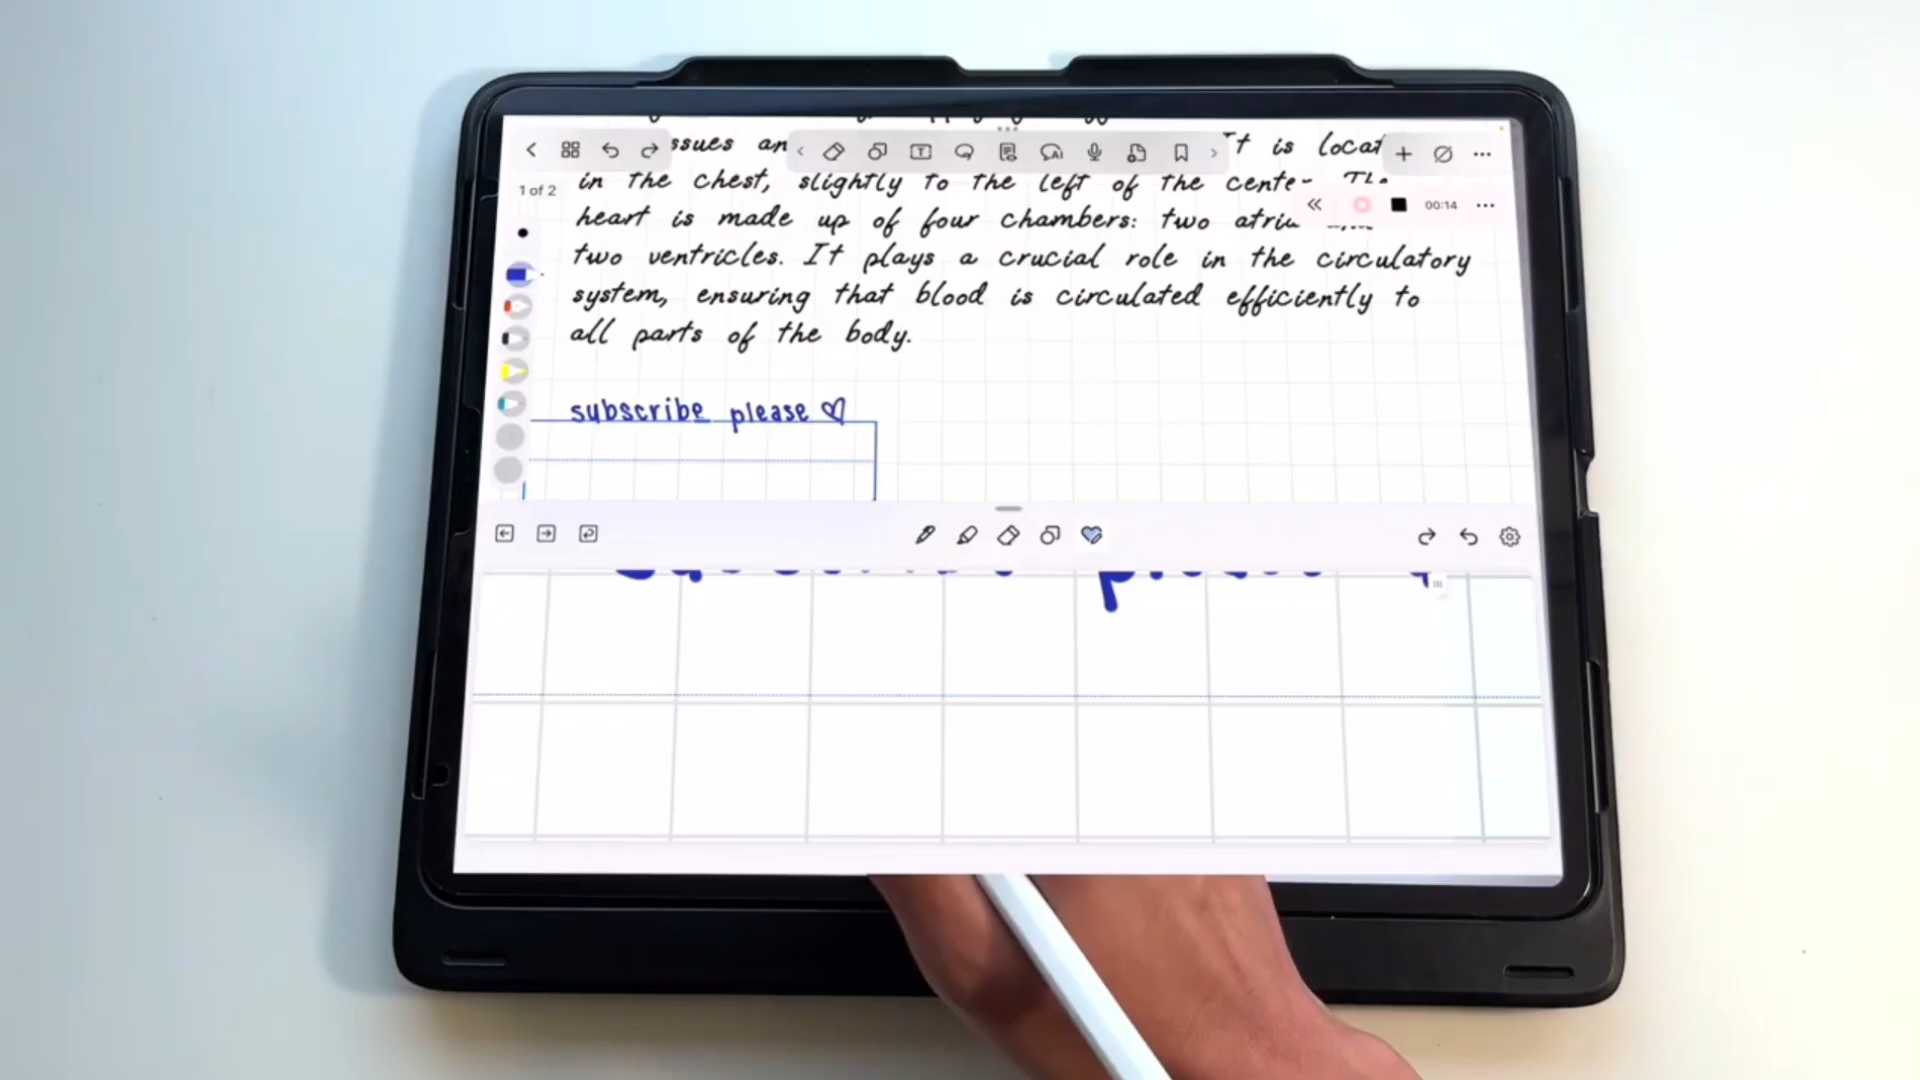 ssues an
t is locat
in the chest, slightly to the left of the cente
1 of 2
00:14
heart is made up of four chambers: two atri
two ventricles. It plays a crucial role in the circulatory
system, ensuring that blood is circulated efficiently to
all parts of the body.
subscribe please ♡